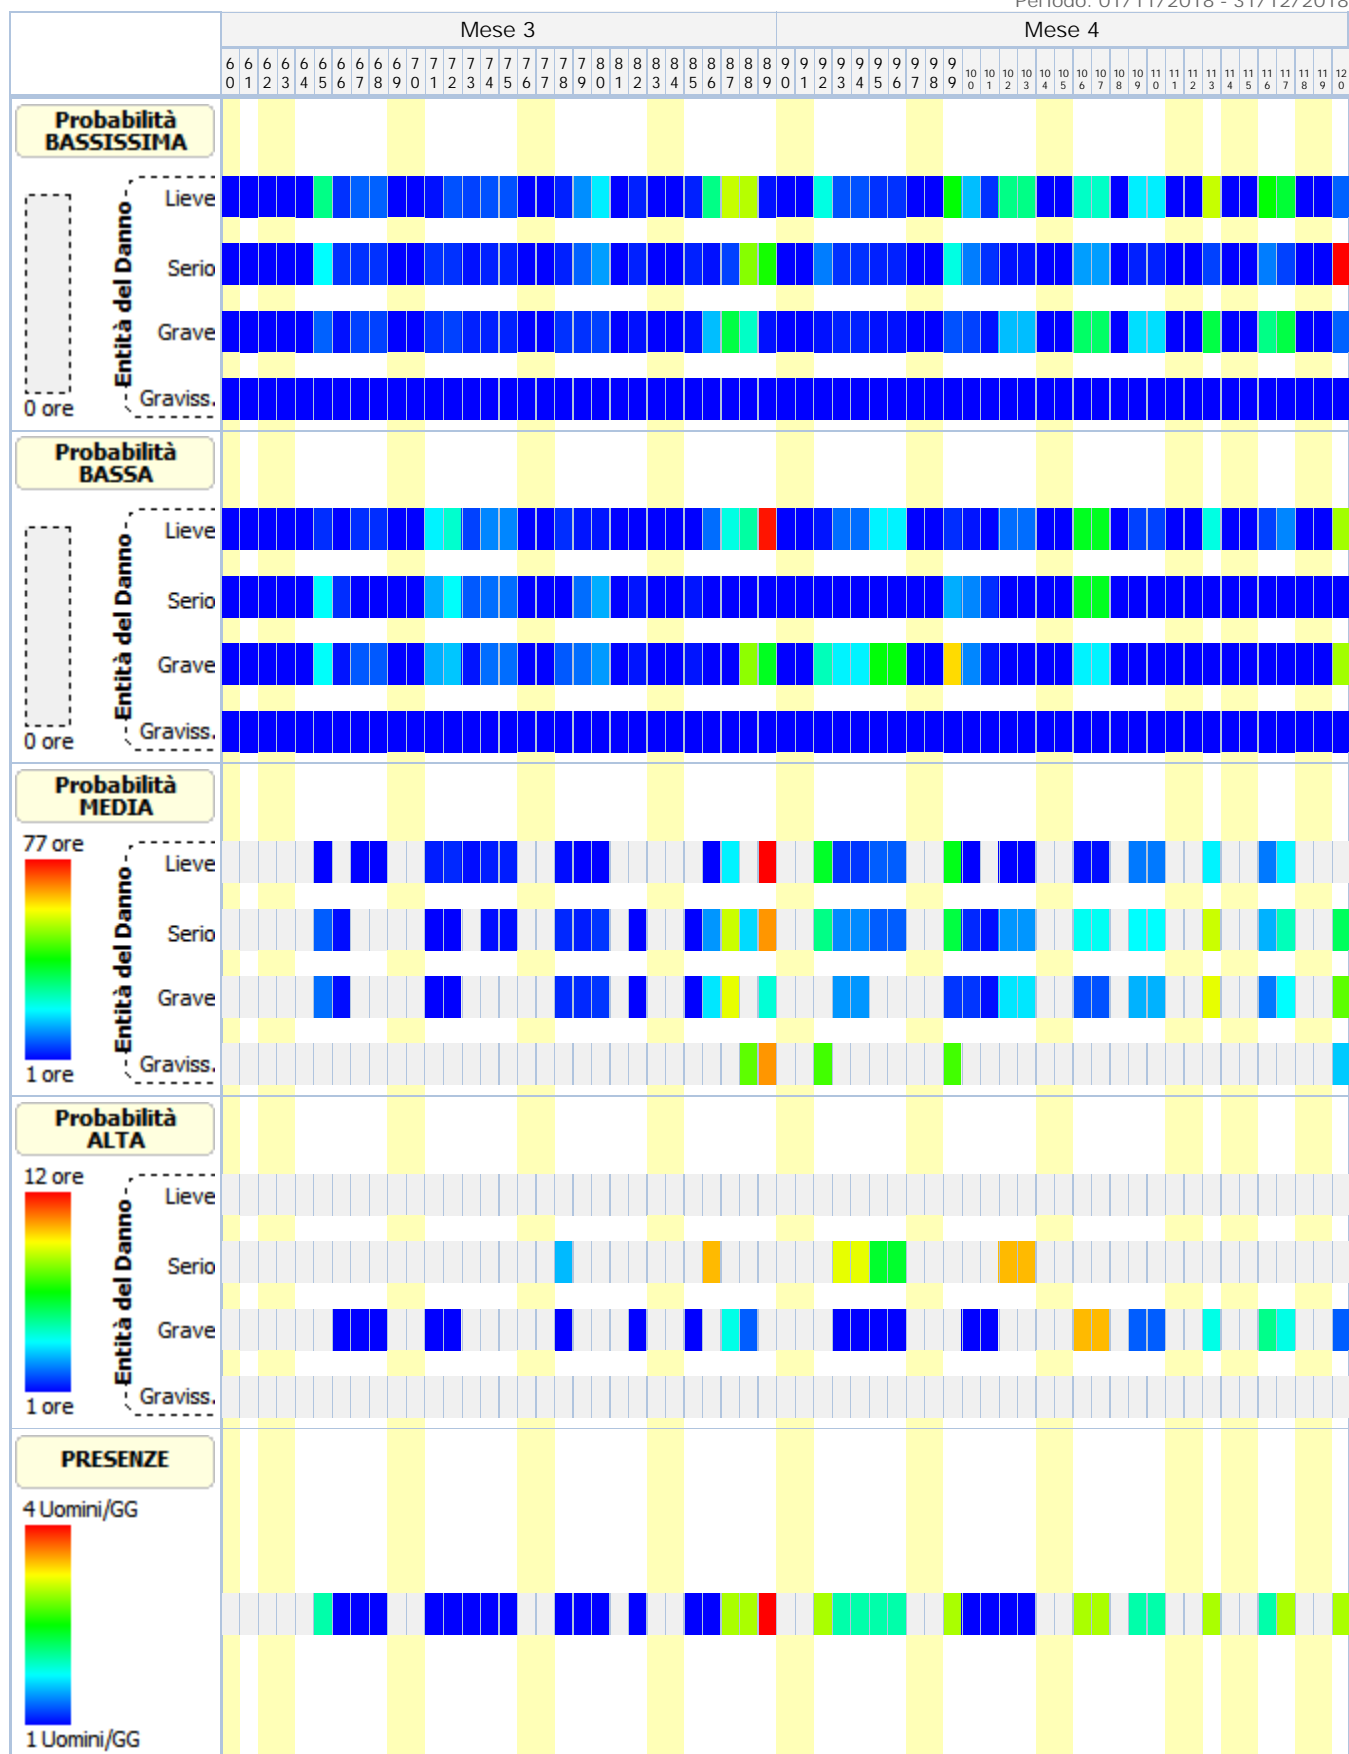 Periodo: 01/11/2018 - 31/12/2018
Mese 3 Mese 4
60 61 62 63 64 65 66 67 68 69 70 71 72 73 74 75 76 77 78 79 80 81 82 83 84 85 86 87 88 89 90 91 92 93 94 95 96 97 98 99 100 101 102 103 104 105 106 107 108 109 110 111 112 113 114 115 116 117 118 119 120
Probabilità
BASSISSIMA
Entità del Danno
Lieve
Serio
Grave
Graviss.
0 ore
Probabilità
BASSA
Entità del Danno
Lieve
Serio
Grave
Graviss.
0 ore
Probabilità
MEDIA
77 ore
Entità del Danno
Lieve
Serio
Grave
Graviss.
1 ore
Probabilità
ALTA
12 ore
Entità del Danno
Lieve
Serio
Grave
Graviss.
1 ore
PRESENZE
4 Uomini/GG
1 Uomini/GG